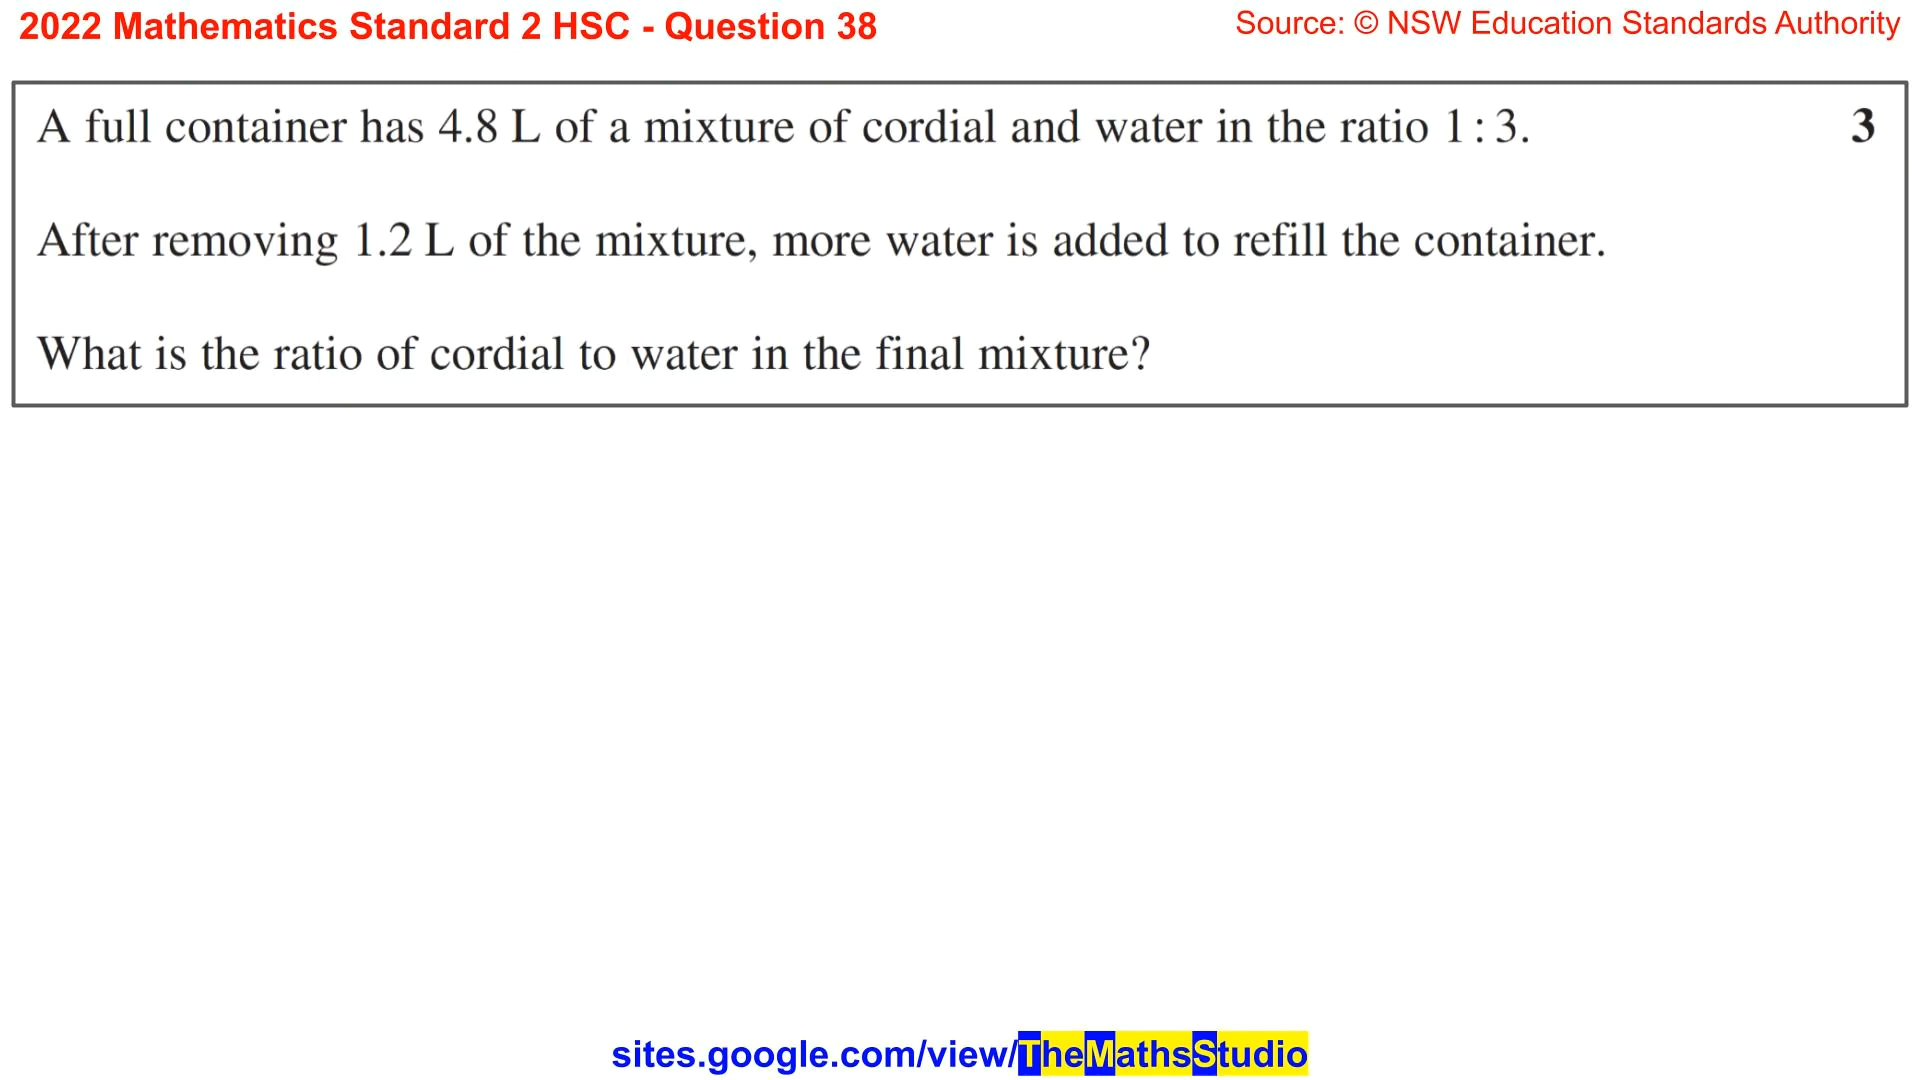 2022 Mathematics Standard 2 HSC - Question 38
Source: © NSW Education Standards Authority
A full container has 4.8 L of a mixture of cordial and water in the ratio 1 : 3. 3
After removing 1.2 L of the mixture, more water is added to refill the container.
What is the ratio of cordial to water in the final mixture?
sites.google.com/view/TheMathsStudio